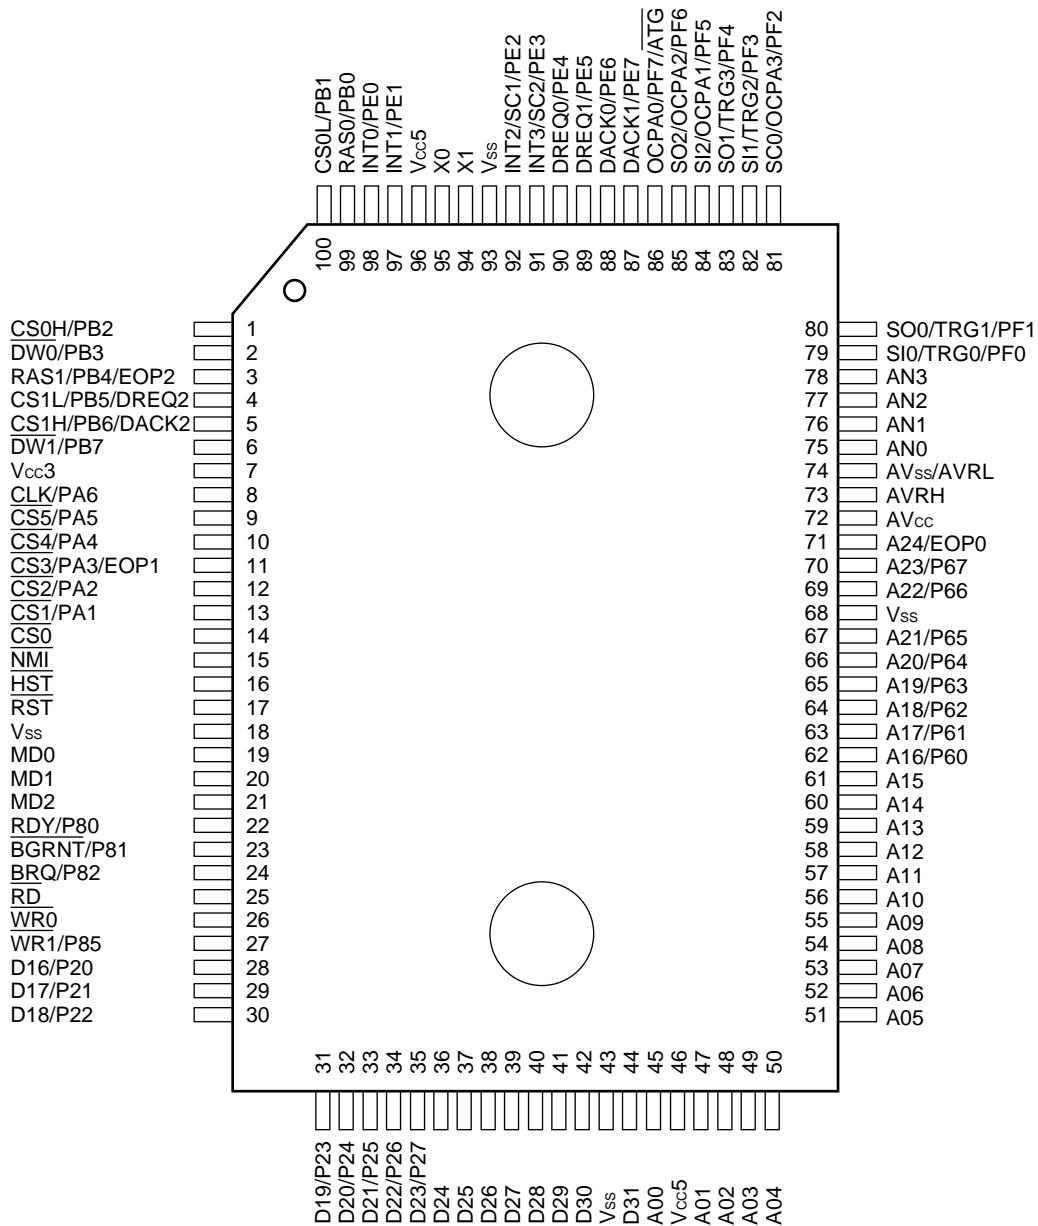 CS0L/PB1
RAS0/PB0
INT0/PE0
INT1/PE1
Vcc5
X0
X1
Vss
INT2/SC1/PE2
INT3/SC2/PE3
DREQ0/PE4
DREQ1/PE5
DACK0/PE6
DACK1/PE7
OCPA0/PF7/ATG
SO2/OCPA2/PF6
SI2/OCPA1/PF5
SO1/TRG3/PF4
SI1/TRG2/PF3
SC0/OCPA3/PF2
100 99 98 97 96 95 94 93 92 91 90 89 88 87 86 85 84 83 82 81
CS0H/PB2 1
DW0/PB3 2
RAS1/PB4/EOP2 3
CS1L/PB5/DREQ2 4
CS1H/PB6/DACK2 5
DW1/PB7 6
Vcc3 7
CLK/PA6 8
CS5/PA5 9
CS4/PA4 10
CS3/PA3/EOP1 11
CS2/PA2 12
CS1/PA1 13
CS0 14
NMI 15
HST 16
RST 17
Vss 18
MD0 19
MD1 20
MD2 21
RDY/P80 22
BGRNT/P81 23
BRQ/P82 24
RD 25
WR0 26
WR1/P85 27
D16/P20 28
D17/P21 29
D18/P22 30
80 SO0/TRG1/PF1
79 SI0/TRG0/PF0
78 AN3
77 AN2
76 AN1
75 AN0
74 AVss/AVRL
73 AVRH
72 AVcc
71 A24/EOP0
70 A23/P67
69 A22/P66
68 Vss
67 A21/P65
66 A20/P64
65 A19/P63
64 A18/P62
63 A17/P61
62 A16/P60
61 A15
60 A14
59 A13
58 A12
57 A11
56 A10
55 A09
54 A08
53 A07
52 A06
51 A05
31 32 33 34 35 36 37 38 39 40 41 42 43 44 45 46 47 48 49 50
D19/P23
D20/P24
D21/P25
D22/P26
D23/P27
D24
D25
D26
D27
D28
D29
D30
Vss
D31
A00
Vcc5
A01
A02
A03
A04